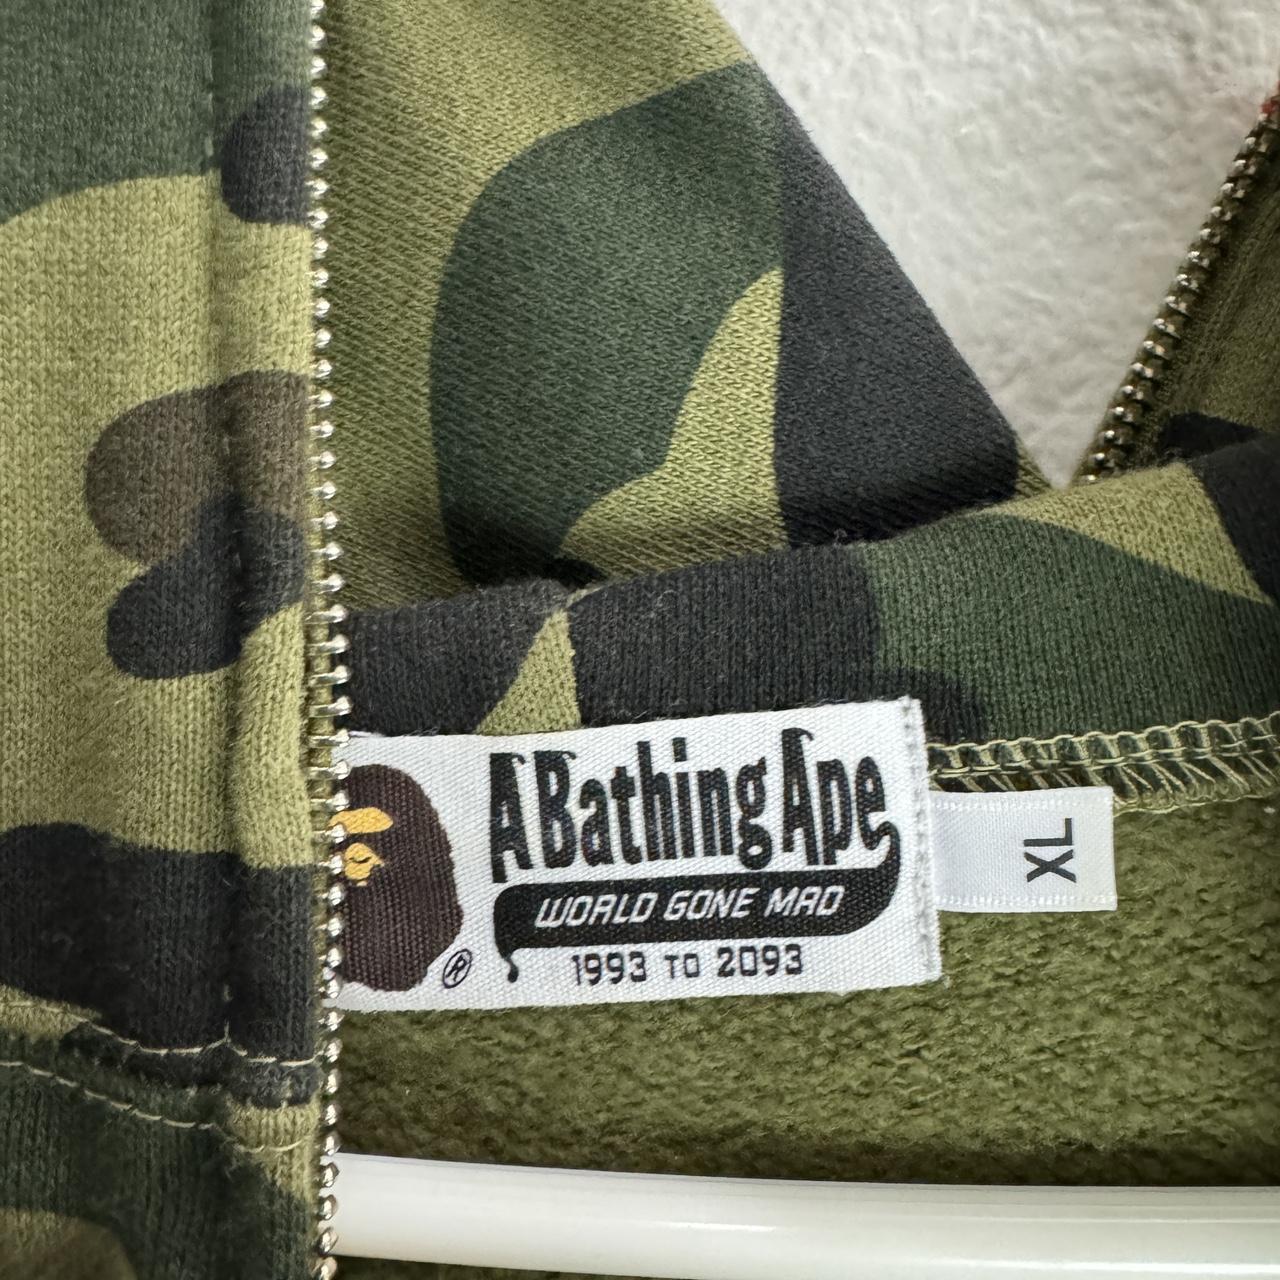 A Bathing Ape
WORLD GONE MAD
1993 TO 2093
®
XL